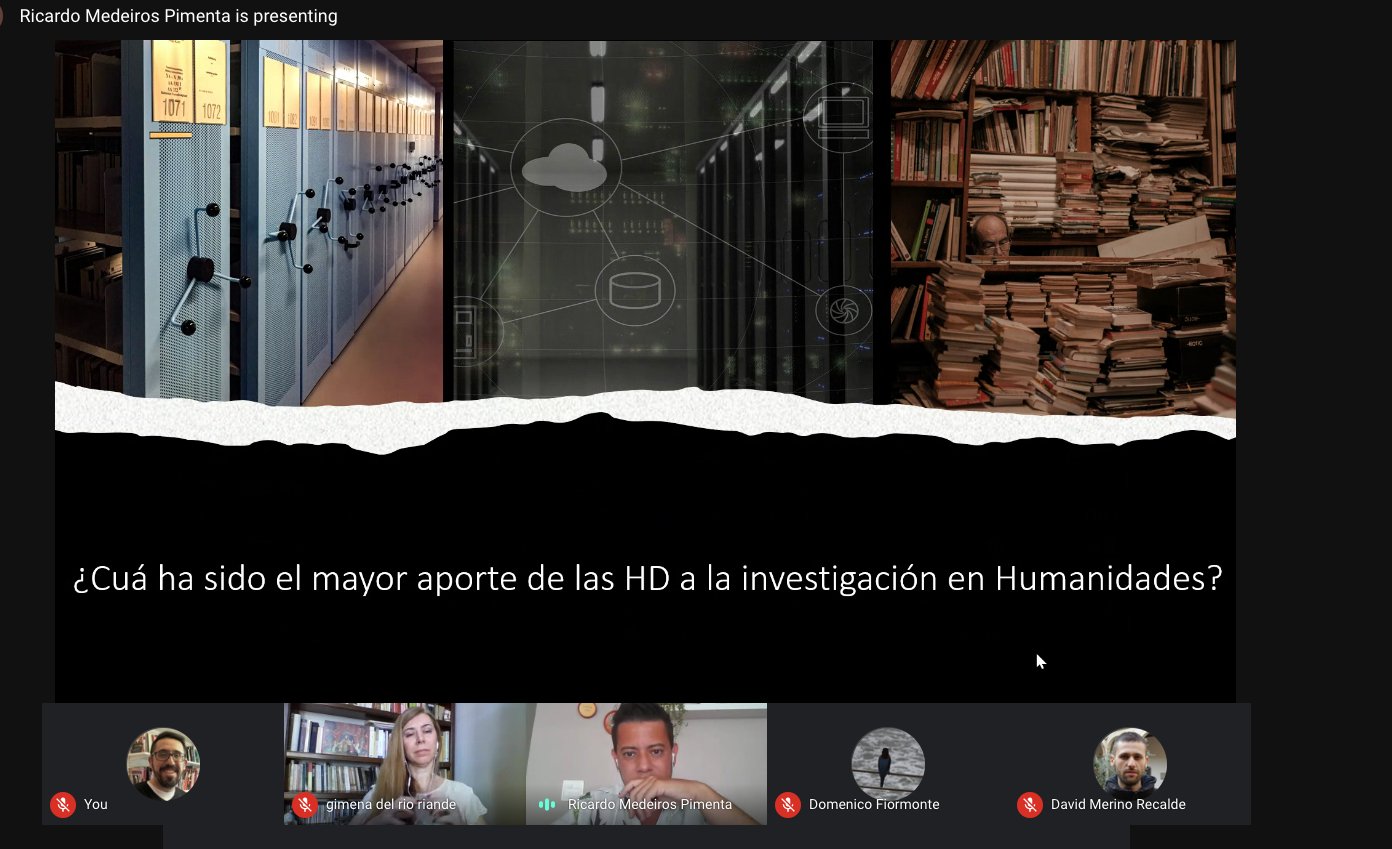 Ricardo Medeiros Pimenta is presenting
1071
1072
¿Cuá ha sido el mayor aporte de las HD a la investigación en Humanidades?
You
gimena del rio riande
Ricardo Medeiros Pimenta
Domenico Fiormonte
David Merino Recalde